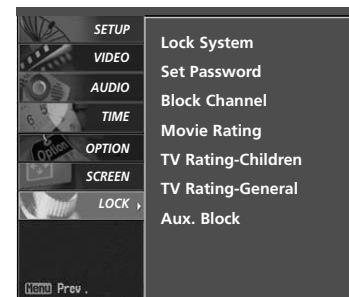 SETUP
VIDEO
AUDIO
TIME
OPTION
SCREEN
LOCK
Menu Prev.
Lock System
Set Password
Block Channel
Movie Rating
TV Rating-Children
TV Rating-General
Aux. Block
Option